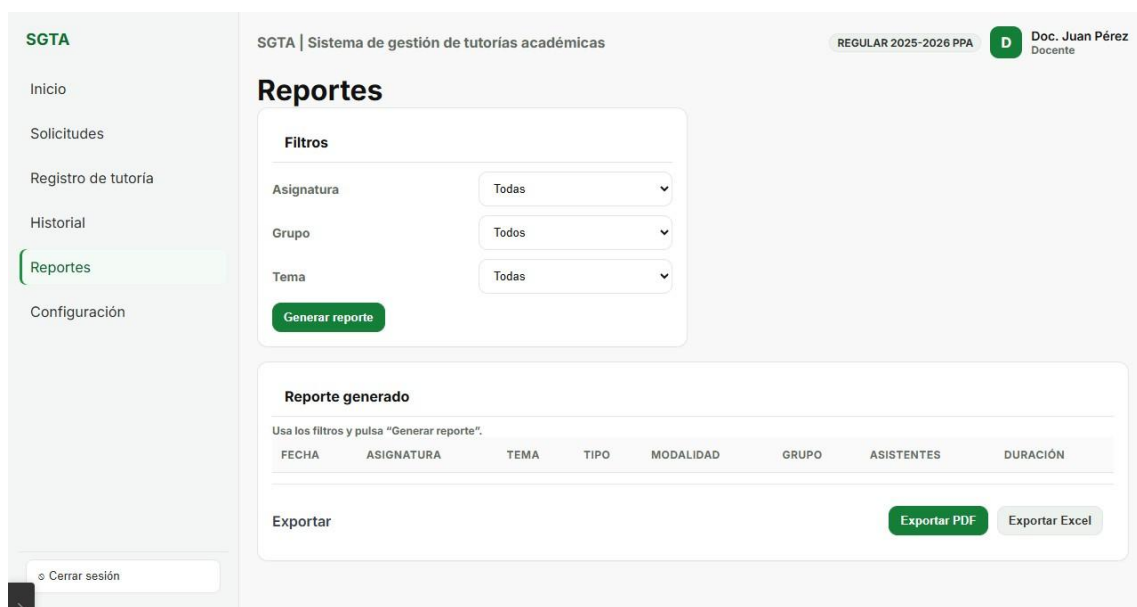 SGTA
Inicio
Solicitudes
Registro de tutoría
Historial
Reportes
Configuración
⎋ Cerrar sesión
SGTA | Sistema de gestión de tutorías académicas
REGULAR 2025-2026 PPA
D
Doc. Juan Pérez
Docente
Reportes
Filtros
Asignatura Todas
Grupo Todos
Tema Todas
Generar reporte
Reporte generado
Usa los filtros y pulsa “Generar reporte”.
FECHA ASIGNATURA TEMA TIPO MODALIDAD GRUPO ASISTENTES DURACIÓN
Exportar Exportar PDF Exportar Excel